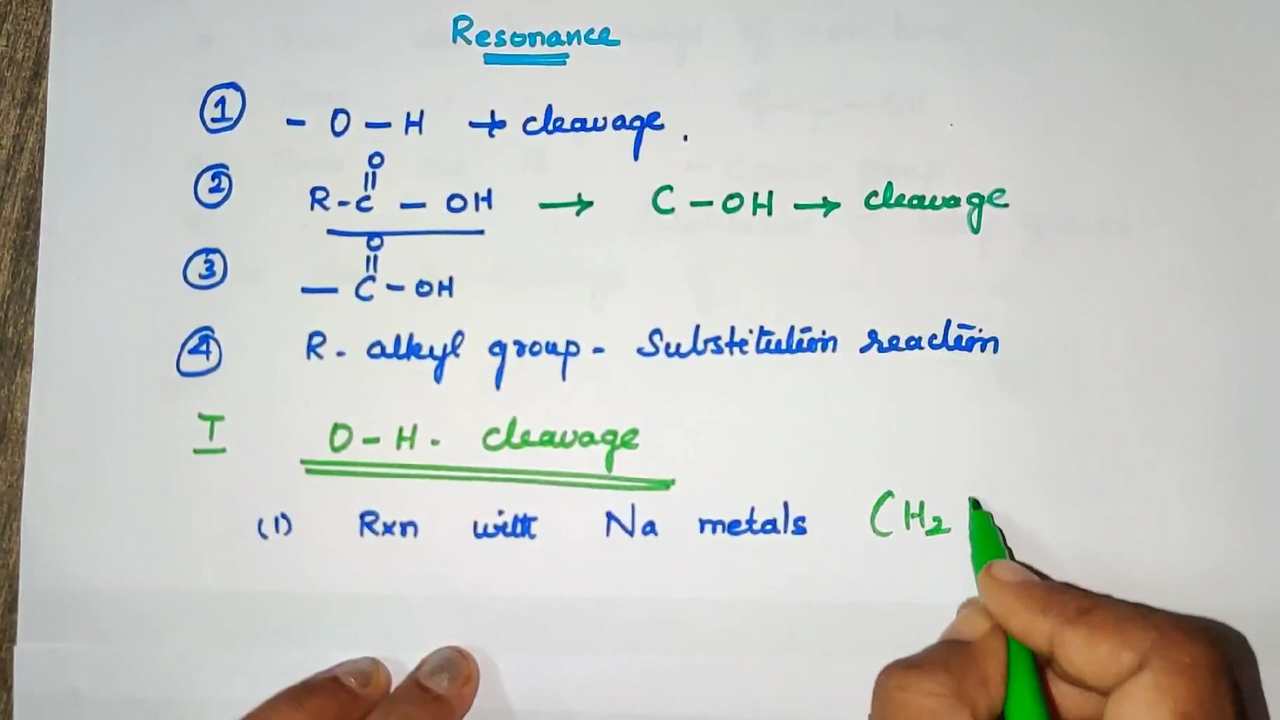 Resonance
① - O - H → cleavage.
② R-C(=O) - OH → C - OH → cleavage
③ - C(=O) - OH
④ R - alkyl group - Substitution reaction
I O - H - cleavage
(1) Rxn with Na metals (H₂